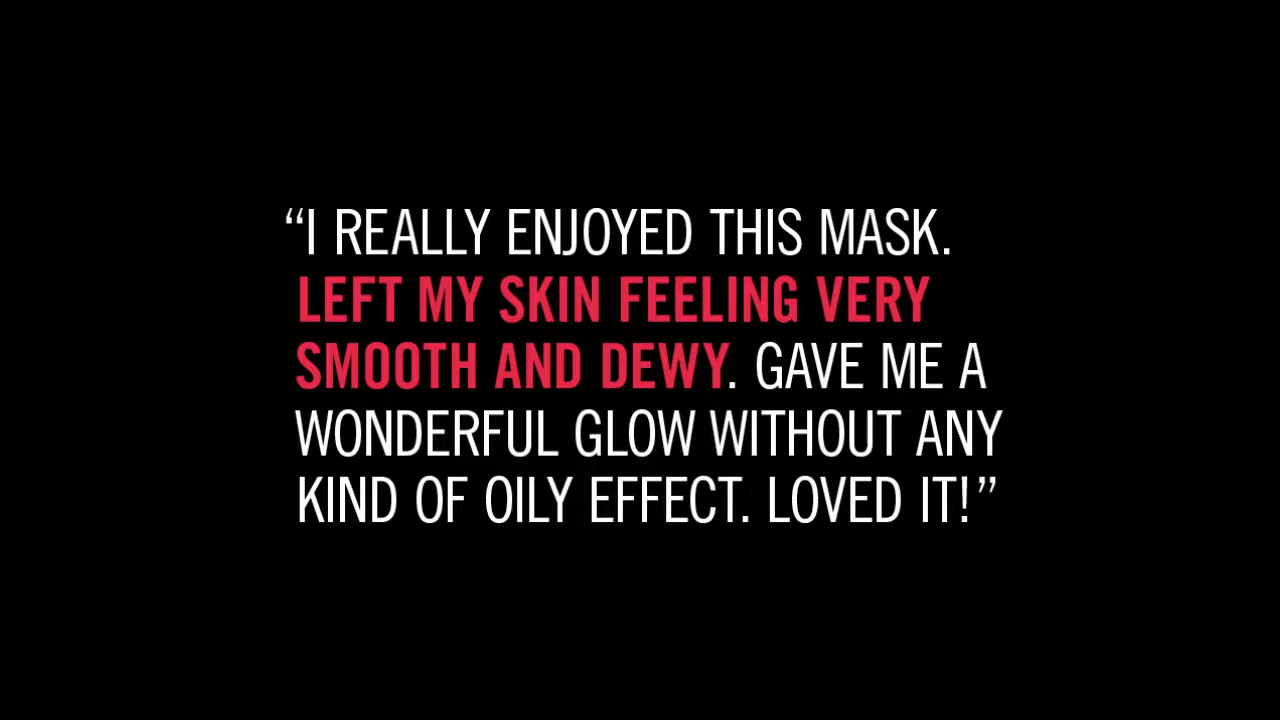 “I REALLY ENJOYED THIS MASK.
LEFT MY SKIN FEELING VERY
SMOOTH AND DEWY. GAVE ME A
WONDERFUL GLOW WITHOUT ANY
KIND OF OILY EFFECT. LOVED IT!”